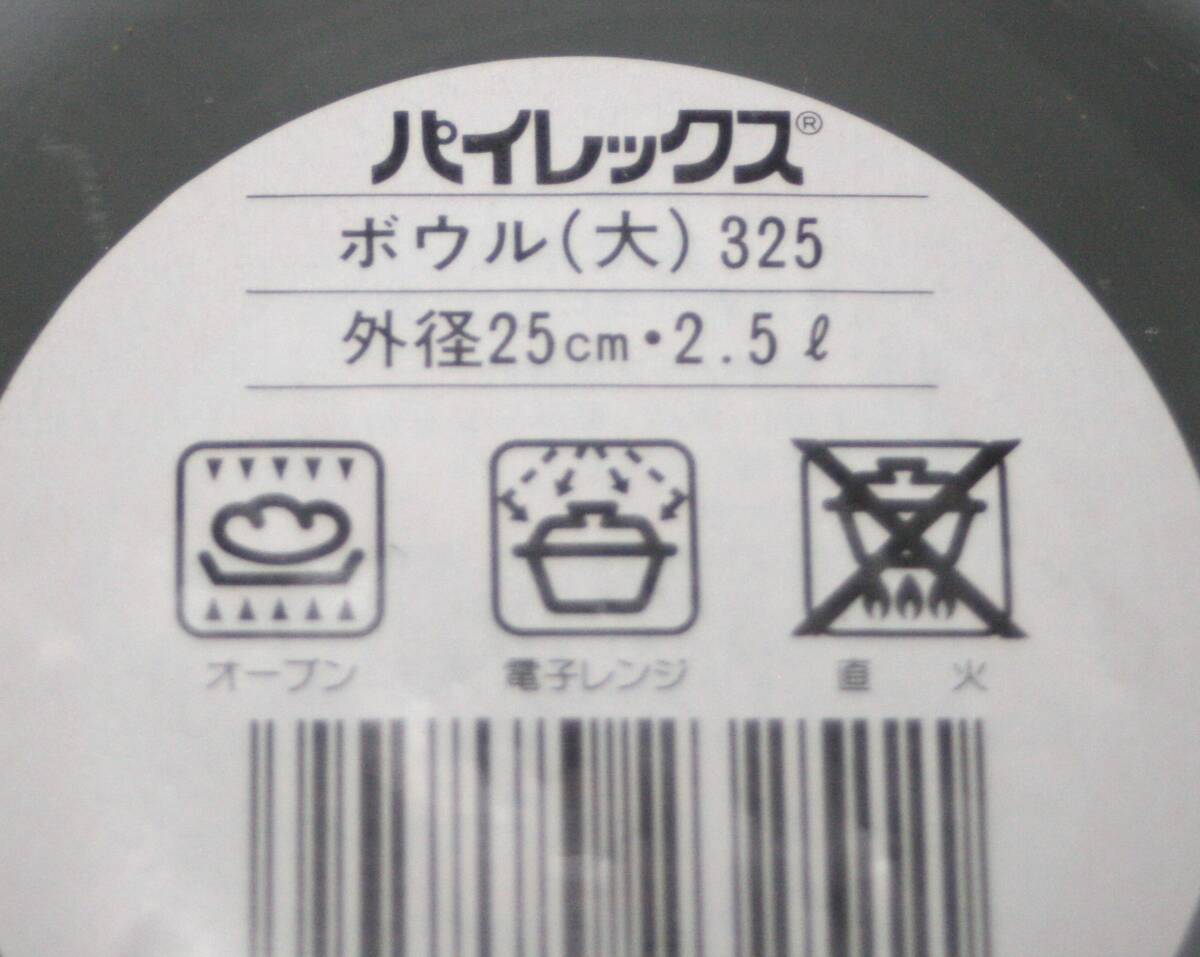 パイレックス®
ボウル(大)325
外径25cm・2.5ℓ
オーブン
電子レンジ
直 火